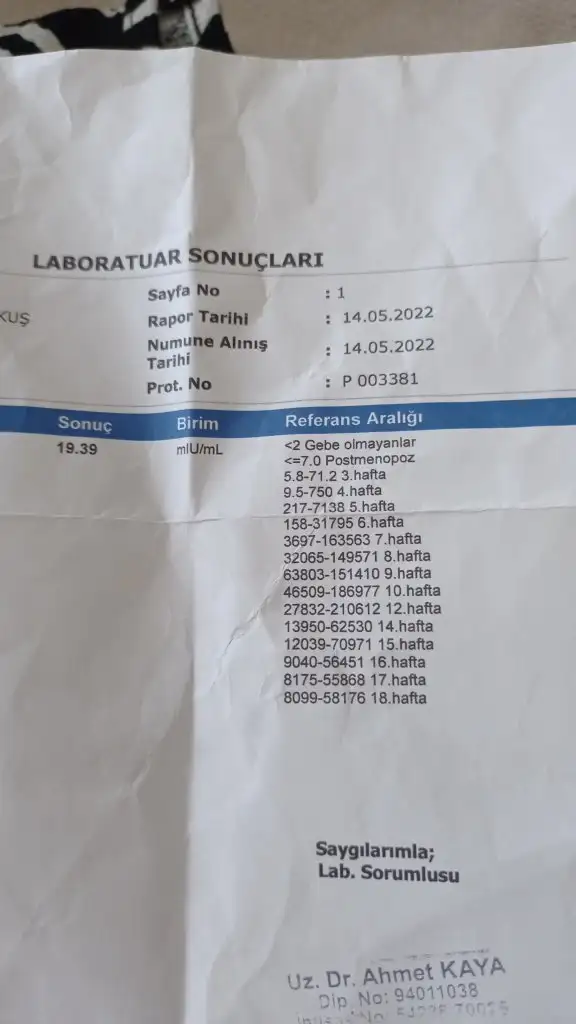 LABORATUAR SONUÇLARI
Sayfa No : 1
KUŞ
Rapor Tarihi : 14.05.2022
Numune Alınış
Tarihi : 14.05.2022
Prot. No : P 003381
Sonuç Birim Referans Aralığı
19.39 mIU/mL <2 Gebe olmayanlar
<=7.0 Postmenopoz
5.8-71.2 3.hafta
9.5-750 4.hafta
217-7138 5.hafta
158-31795 6.hafta
3697-163563 7.hafta
32065-149571 8.hafta
63803-151410 9.hafta
46509-186977 10.hafta
27832-210612 12.hafta
13950-62530 14.hafta
12039-70971 15.hafta
9040-56451 16.hafta
8175-55868 17.hafta
8099-58176 18.hafta
Saygılarımla;
Lab. Sorumlusu
Uz. Dr. Ahmet KAYA
Dip. No: 94011038